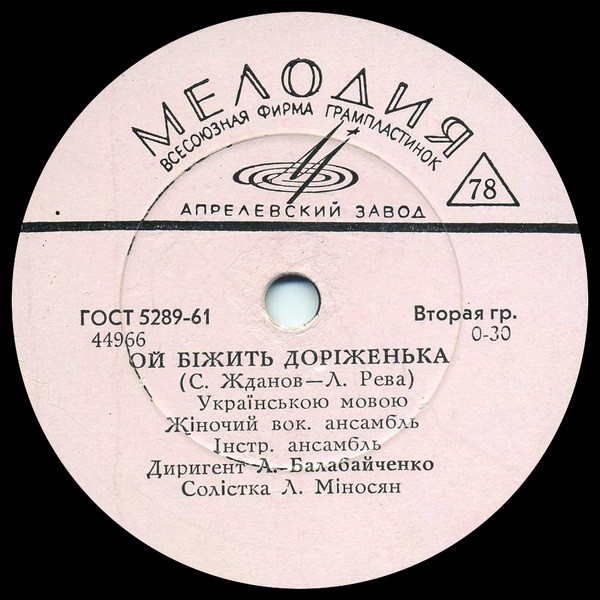 МЕЛОДИЯ
ВСЕСОЮЗНАЯ ФИРМА ГРАМПЛАСТИНОК
78
АПРЕЛЕВСКИЙ ЗАВОД
ГОСТ 5289-61 Вторая гр.
44966 0-30
ОЙ БІЖИТЬ ДОРІЖЕНЬКА
(С. Жданов—Л. Рева)
Українською мовою
Жіночий вок. ансамбль
Інстр. ансамбль
Диригент А. Балабайченко
Солістка Л. Міносян